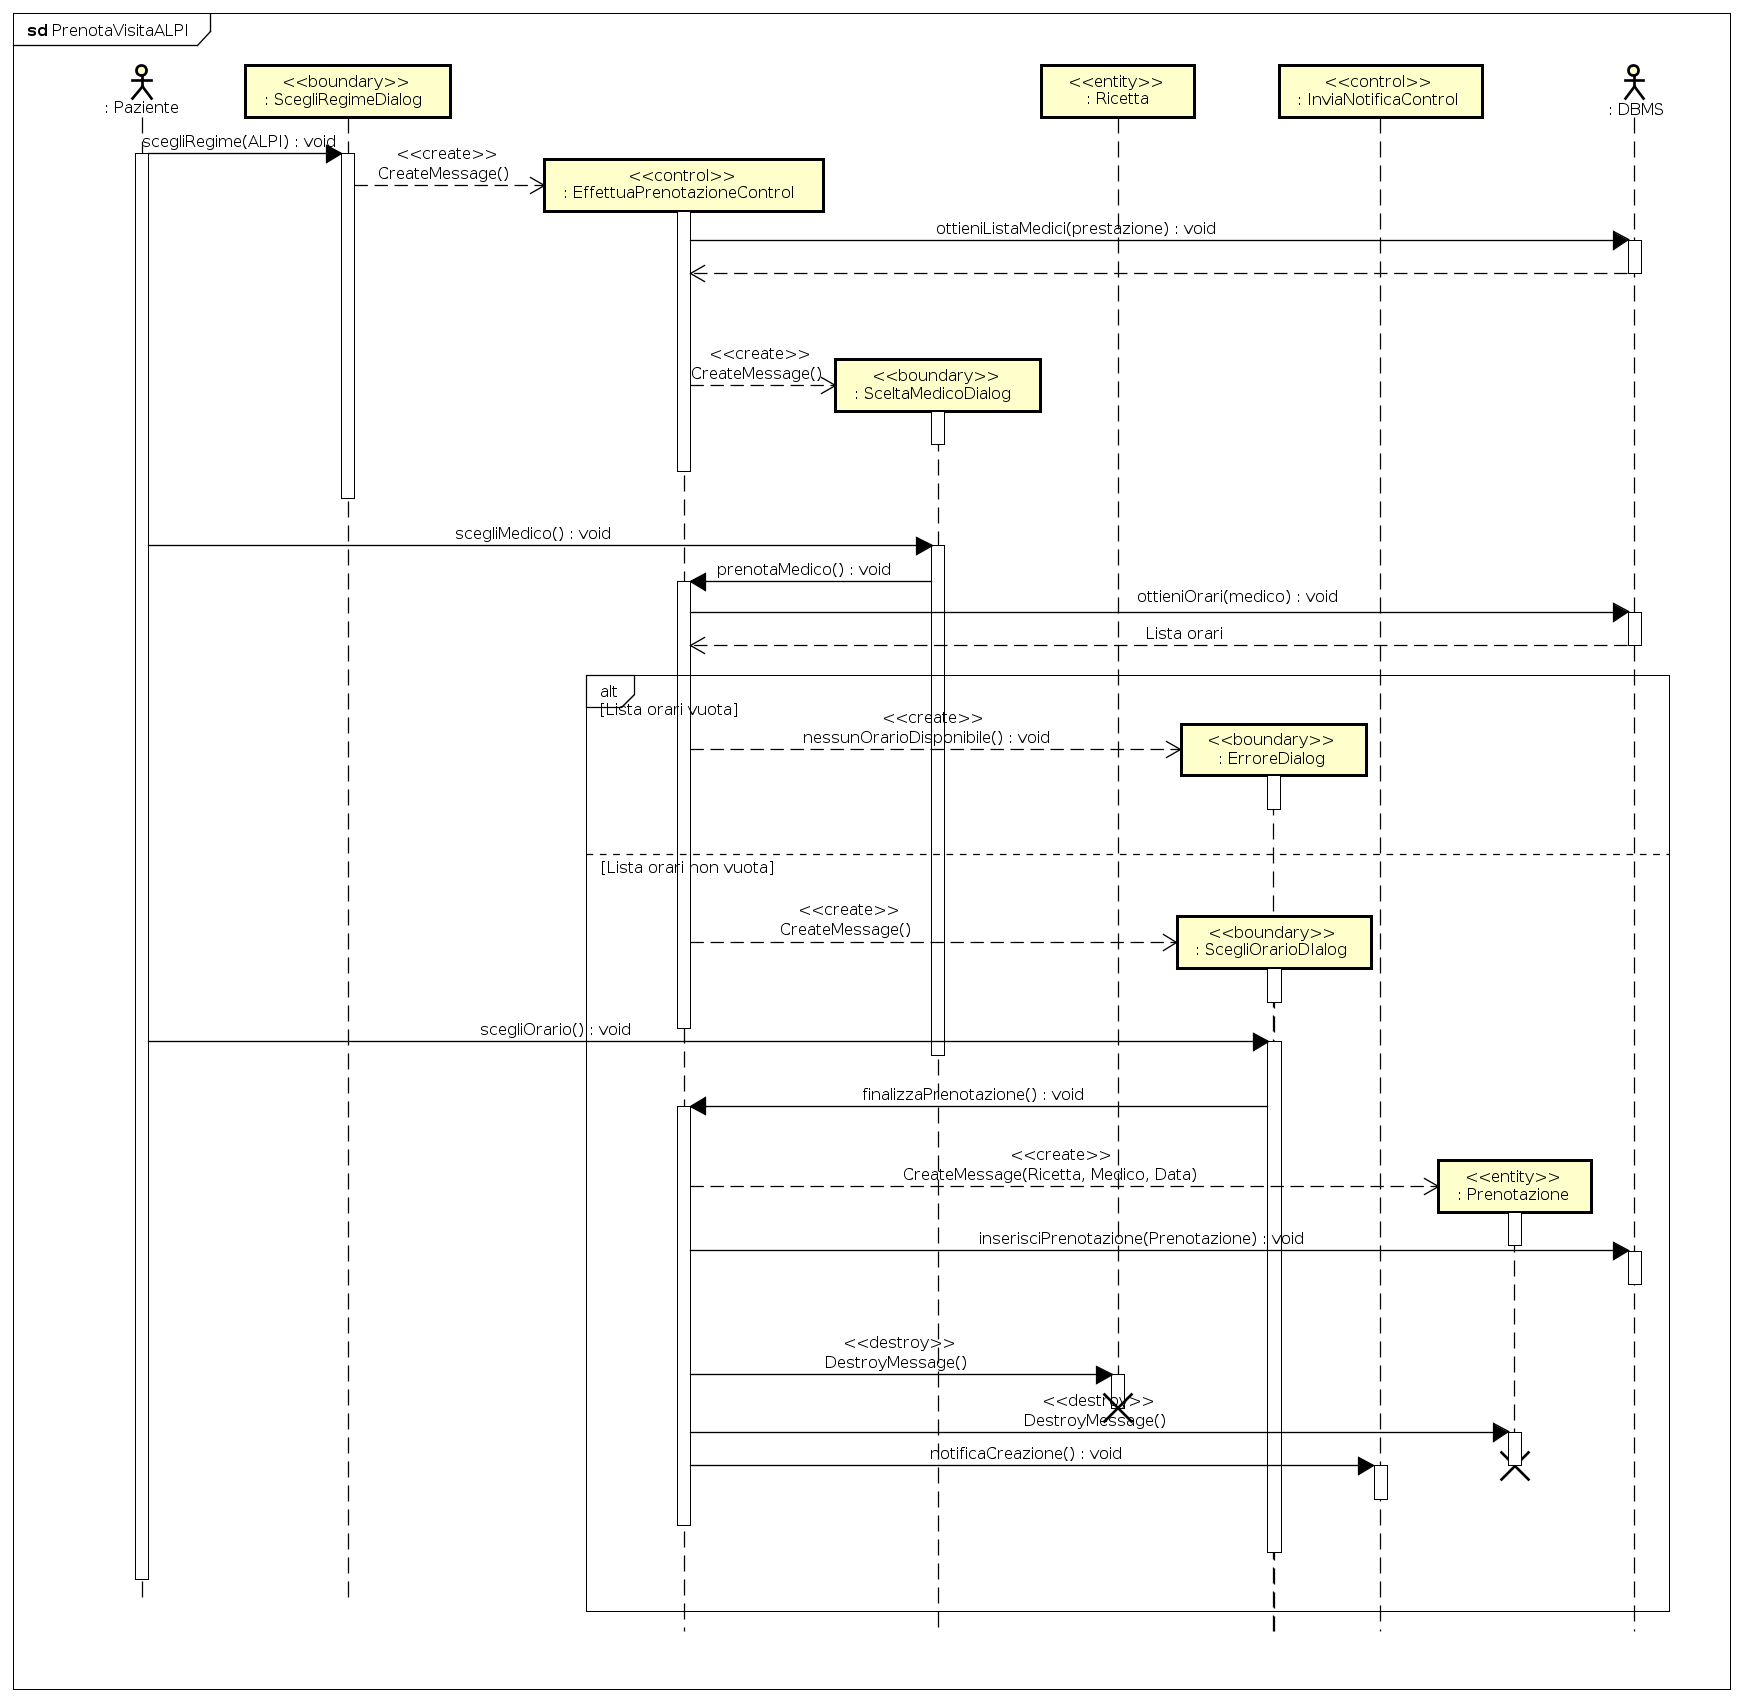 sd PrenotaVisitaALPI
: Paziente
<<boundary>>
: ScegliRegimeDialog
<<entity>>
: Ricetta
<<control>>
: InviaNotificaControl
: DBMS
scegliRegime(ALPI) : void
<<create>>
CreateMessage()
<<control>>
: EffettuaPrenotazioneControl
ottieniListaMedici(prestazione) : void
<<create>>
CreateMessage()
<<boundary>>
: SceltaMedicoDialog
scegliMedico() : void
prenotaMedico() : void
ottieniOrari(medico) : void
Lista orari
alt
[Lista orari vuota]
<<create>>
nessunOrarioDisponibile() : void
<<boundary>>
: ErroreDialog
[Lista orari non vuota]
<<create>>
CreateMessage()
<<boundary>>
: ScegliOrarioDIalog
scegliOrario() : void
finalizzaPrenotazione() : void
<<create>>
CreateMessage(Ricetta, Medico, Data)
<<entity>>
: Prenotazione
inserisciPrenotazione(Prenotazione) : void
<<destroy>>
DestroyMessage()
<<destroy>>
DestroyMessage()
notificaCreazione() : void